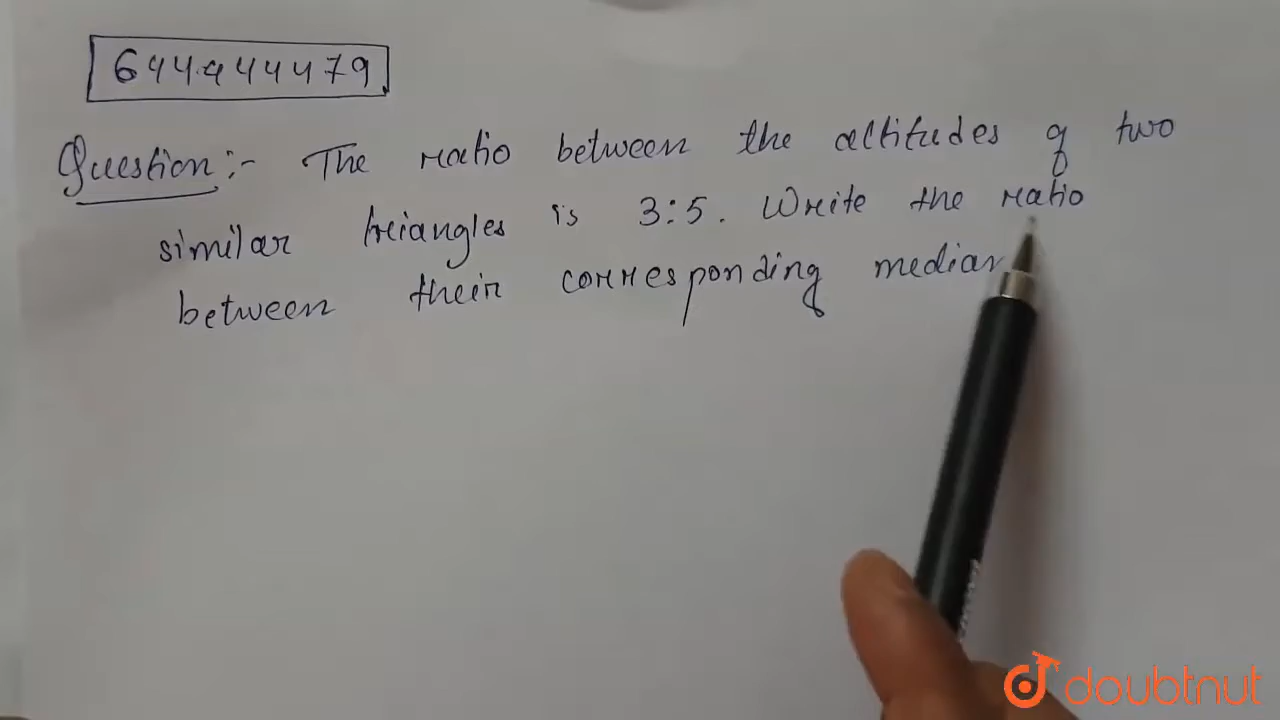 644444479
Question:- The ratio between the altitudes of two
similar triangles is 3:5. Write the ratio
between their corresponding median
doubtnut